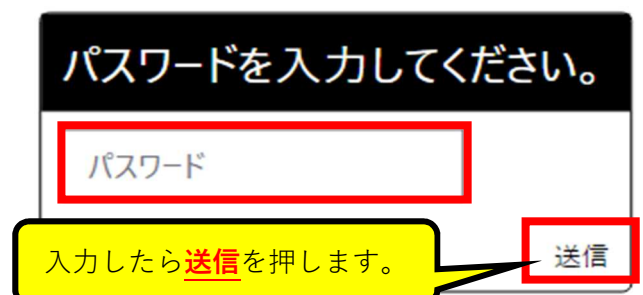 パスワードを入力してください。
パスワード
入力したら送信を押します。
送信